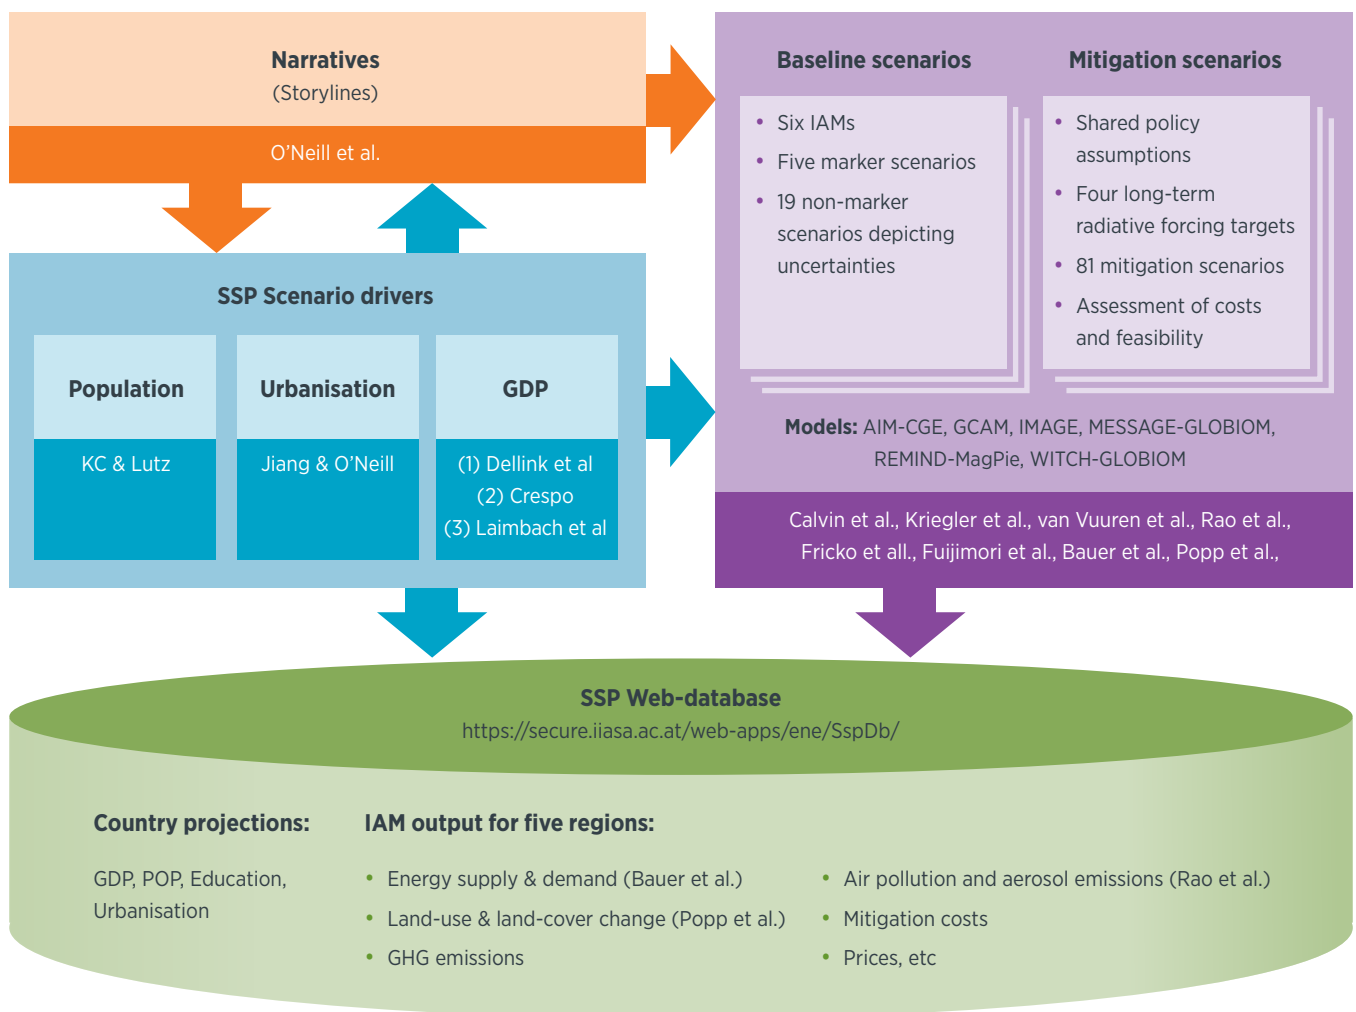 Narratives
(Storylines)
O'Neill et al.
SSP Scenario drivers
Population
KC & Lutz
Urbanisation
Jiang & O'Neill
GDP
(1) Dellink et al
(2) Crespo
(3) Laimbach et al
Baseline scenarios
• Six IAMs
• Five marker scenarios
• 19 non-marker
scenarios depicting
uncertainties
Mitigation scenarios
• Shared policy
assumptions
• Four long-term
radiative forcing targets
• 81 mitigation scenarios
• Assessment of costs
and feasibility
Models: AIM-CGE, GCAM, IMAGE, MESSAGE-GLOBIOM,
REMIND-MagPie, WITCH-GLOBIOM
Calvin et al., Kriegler et al., van Vuuren et al., Rao et al.,
Fricko et all., Fuijimori et al., Bauer et al., Popp et al.,
SSP Web-database
https://secure.iiasa.ac.at/web-apps/ene/SspDb/
Country projections:
GDP, POP, Education,
Urbanisation
IAM output for five regions:
• Energy supply & demand (Bauer et al.)
• Land-use & land-cover change (Popp et al.)
• GHG emissions
• Air pollution and aerosol emissions (Rao et al.)
• Mitigation costs
• Prices, etc